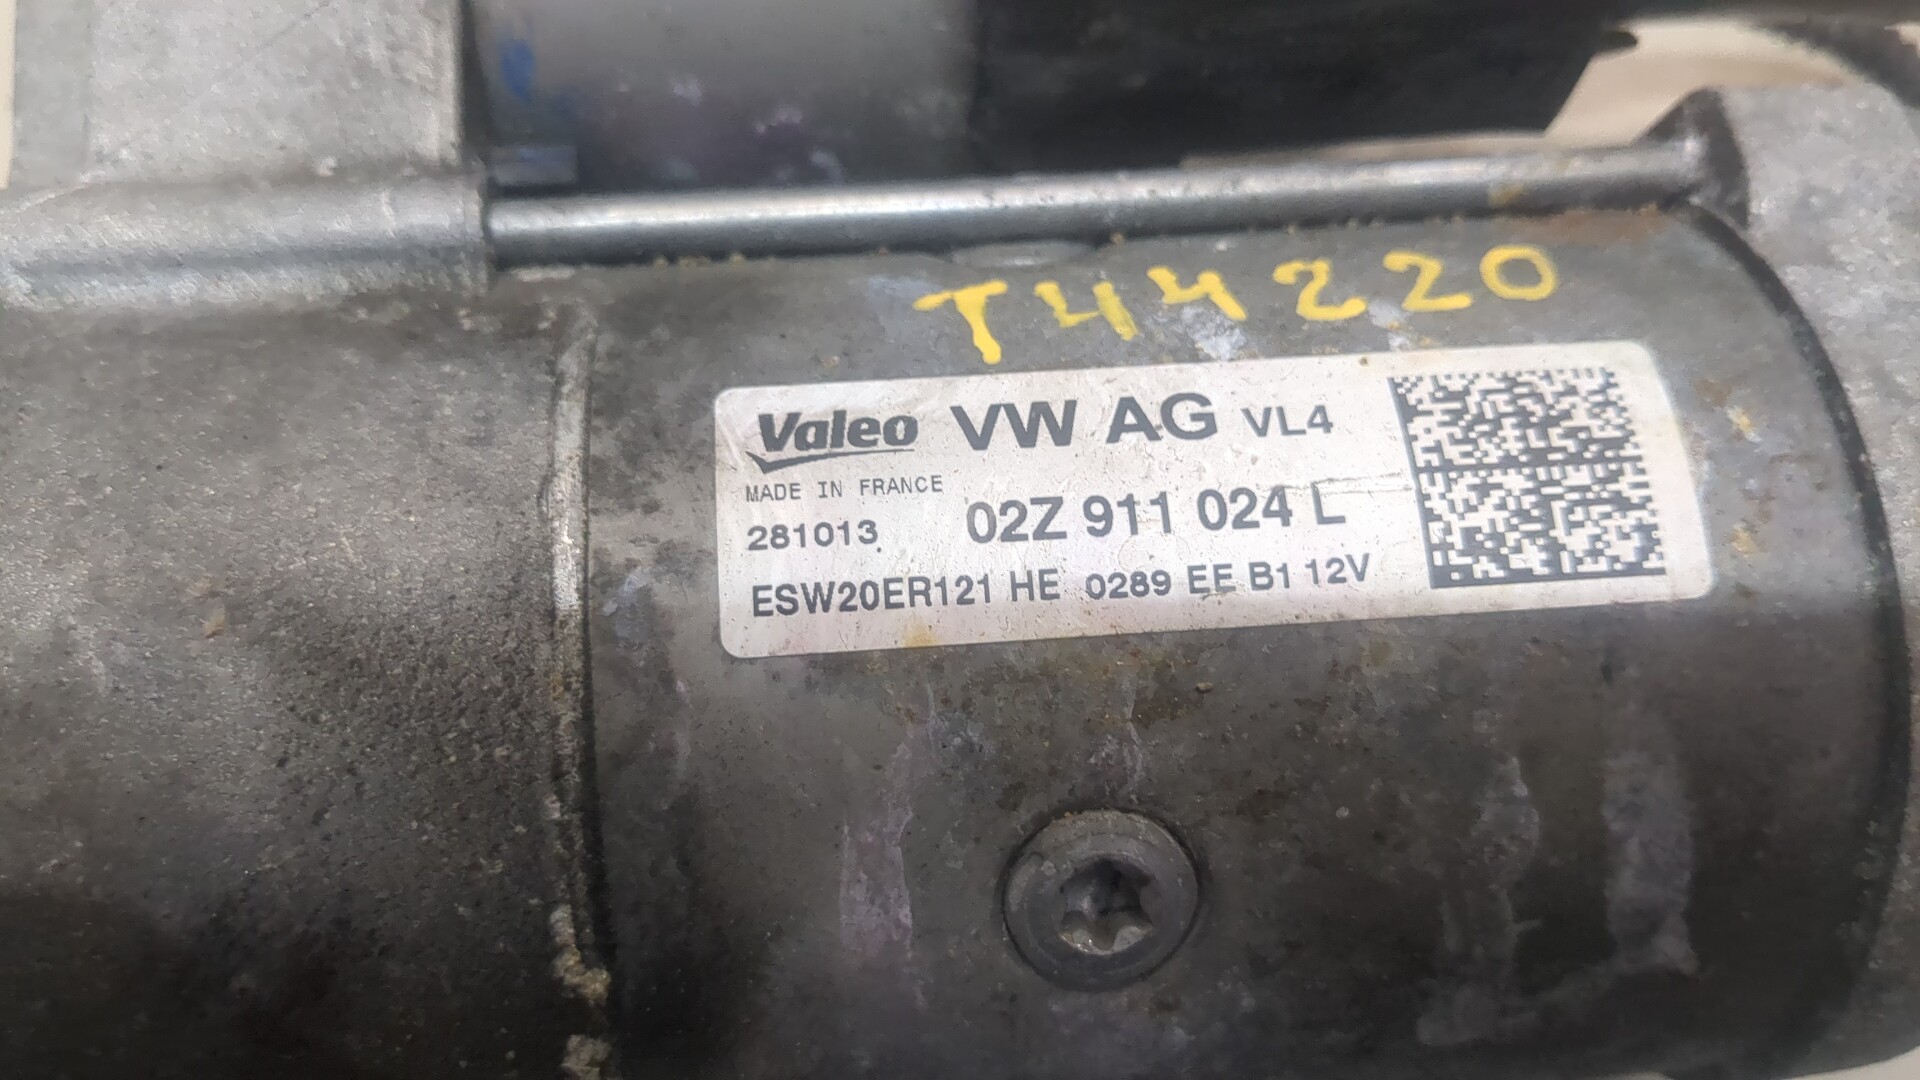 T44220
Valeo VW AG VL4
MADE IN FRANCE
281013 02Z 911 024 L
ESW20ER121 HE 0289 EE B1 12V